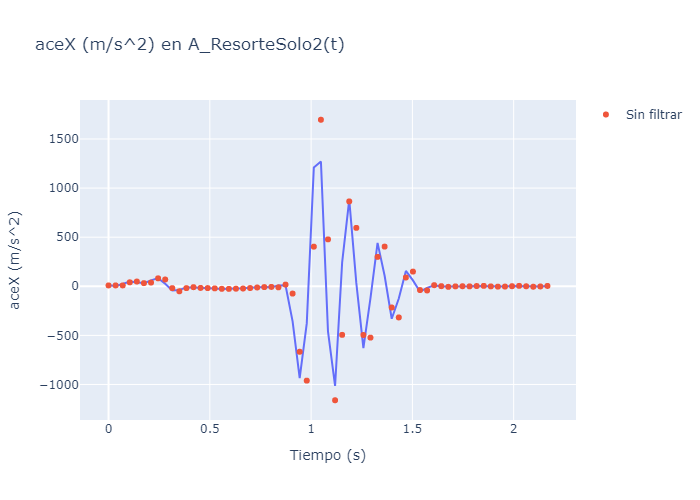 aceX (m/s^2) en A_ResorteSolo2(t)
Sin filtrar
1500
1000
500
0
−500
−1000
aceX (m/s^2)
0
0.5
1
1.5
2
Tiempo (s)